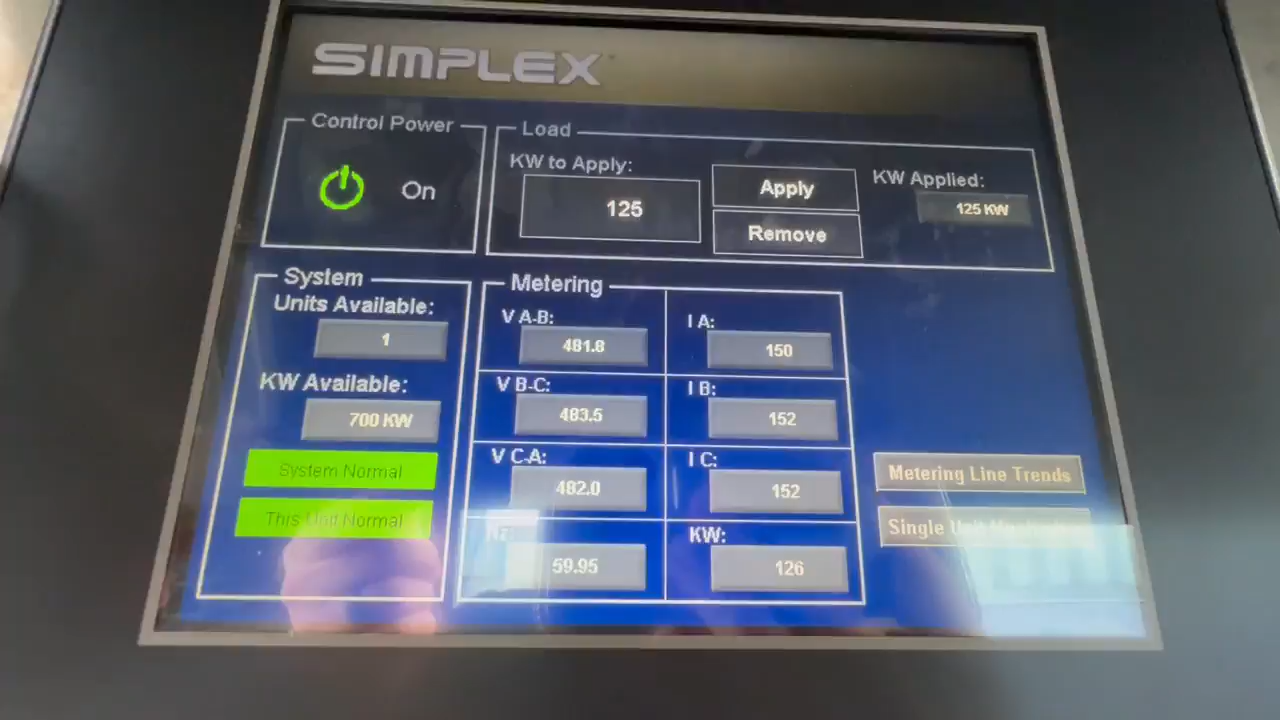 SIMPLEX
Control Power
On
Load
KW to Apply:
125
Apply
Remove
KW Applied:
125 KW
System
Units Available:
1
KW Available:
700 KW
System Normal
This Unit Normal
Metering
V A-B:
481.8
I A:
150
V B-C:
483.5
I B:
152
V C-A:
482.0
I C:
152
59.95
KW:
126
Metering Line Trends
Single Unit